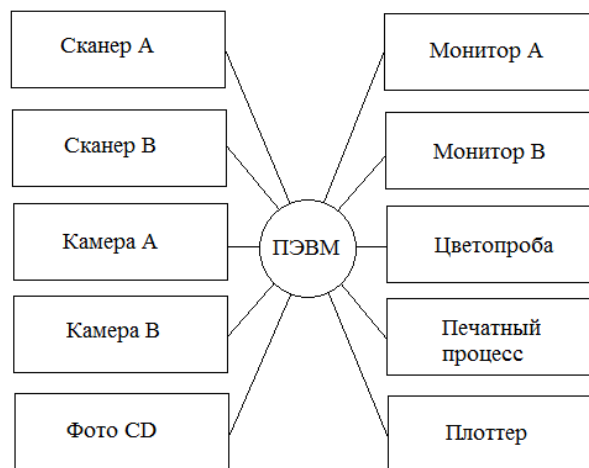 Сканер А
Сканер В
Камера А
Камера В
Фото CD
ПЭВМ
Монитор А
Монитор В
Цветопроба
Печатный
процесс
Плоттер